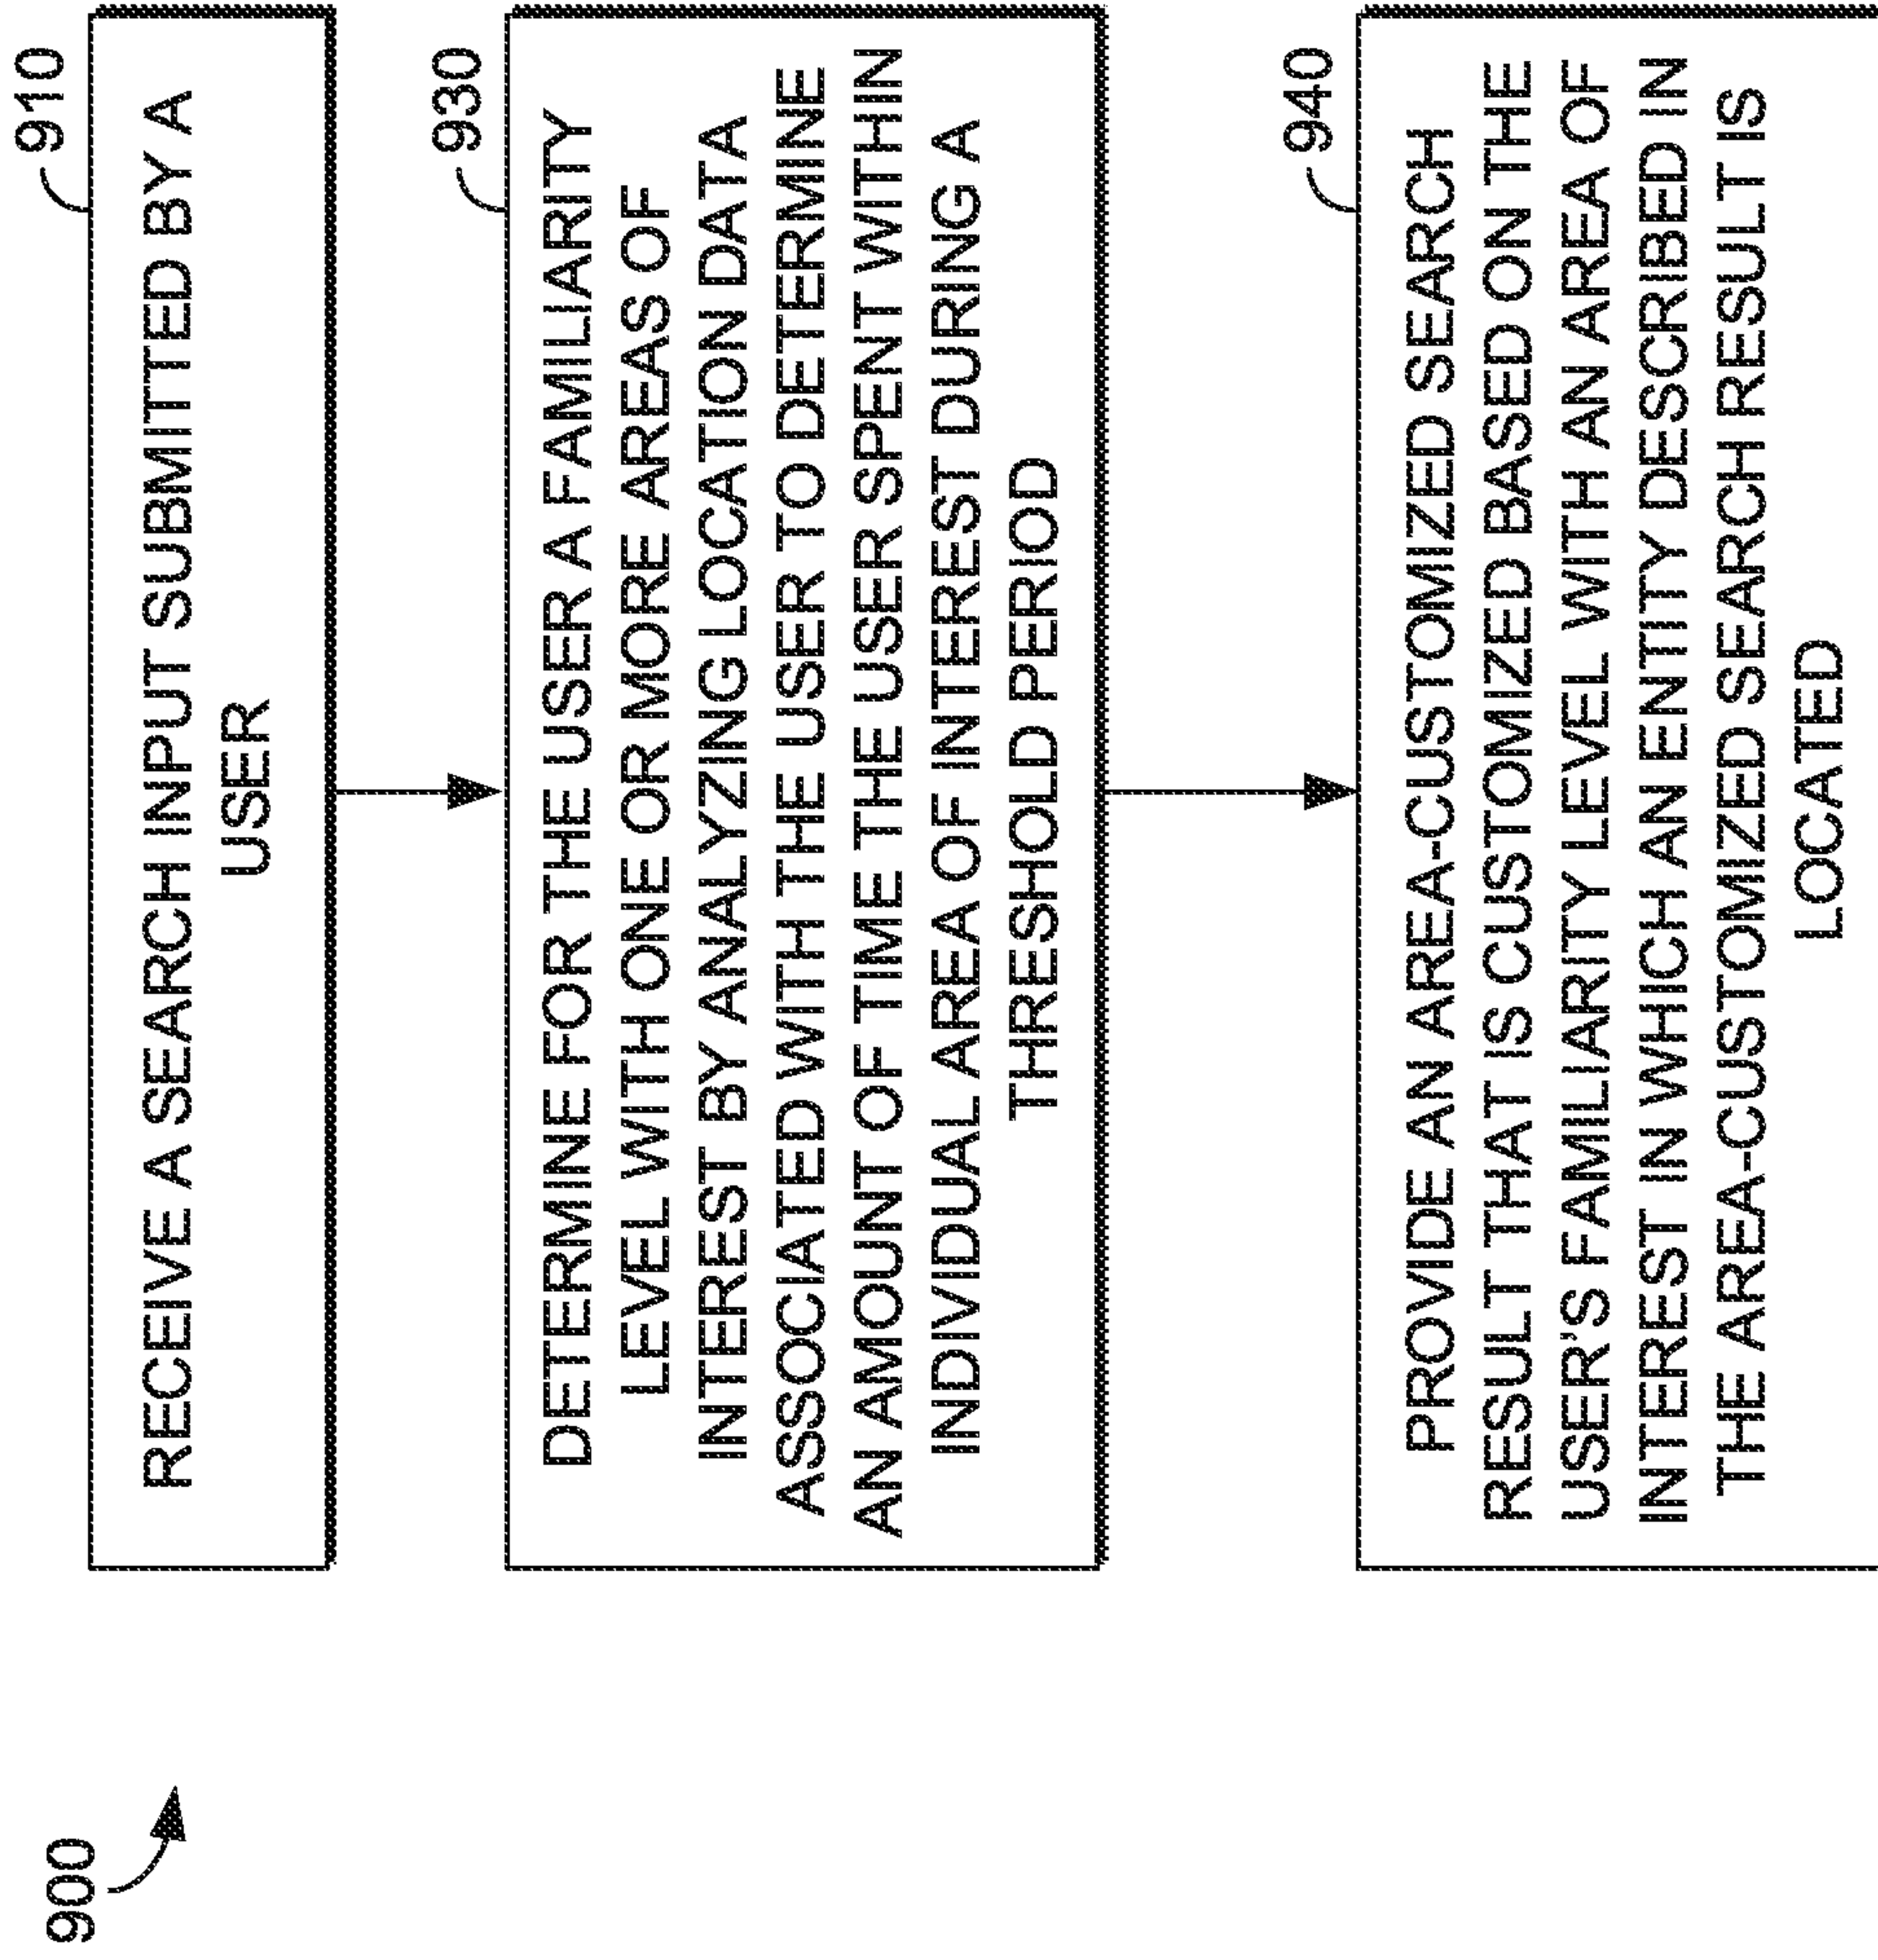 900
910
RECEIVE A SEARCH INPUT SUBMITTED BY A
USER
930
DETERMINE FOR THE USER A FAMILIARITY
LEVEL WITH ONE OR MORE AREAS OF
INTEREST BY ANALYZING LOCATION DATA
ASSOCIATED WITH THE USER TO DETERMINE
AN AMOUNT OF TIME THE USER SPENT WITHIN
INDIVIDUAL AREA OF INTEREST DURING A
THRESHOLD PERIOD
940
PROVIDE AN AREA-CUSTOMIZED SEARCH
RESULT THAT IS CUSTOMIZED BASED ON THE
USER'S FAMILIARITY LEVEL WITH AN AREA OF
INTEREST IN WHICH AN ENTITY DESCRIBED IN
THE AREA-CUSTOMIZED SEARCH RESULT IS
LOCATED